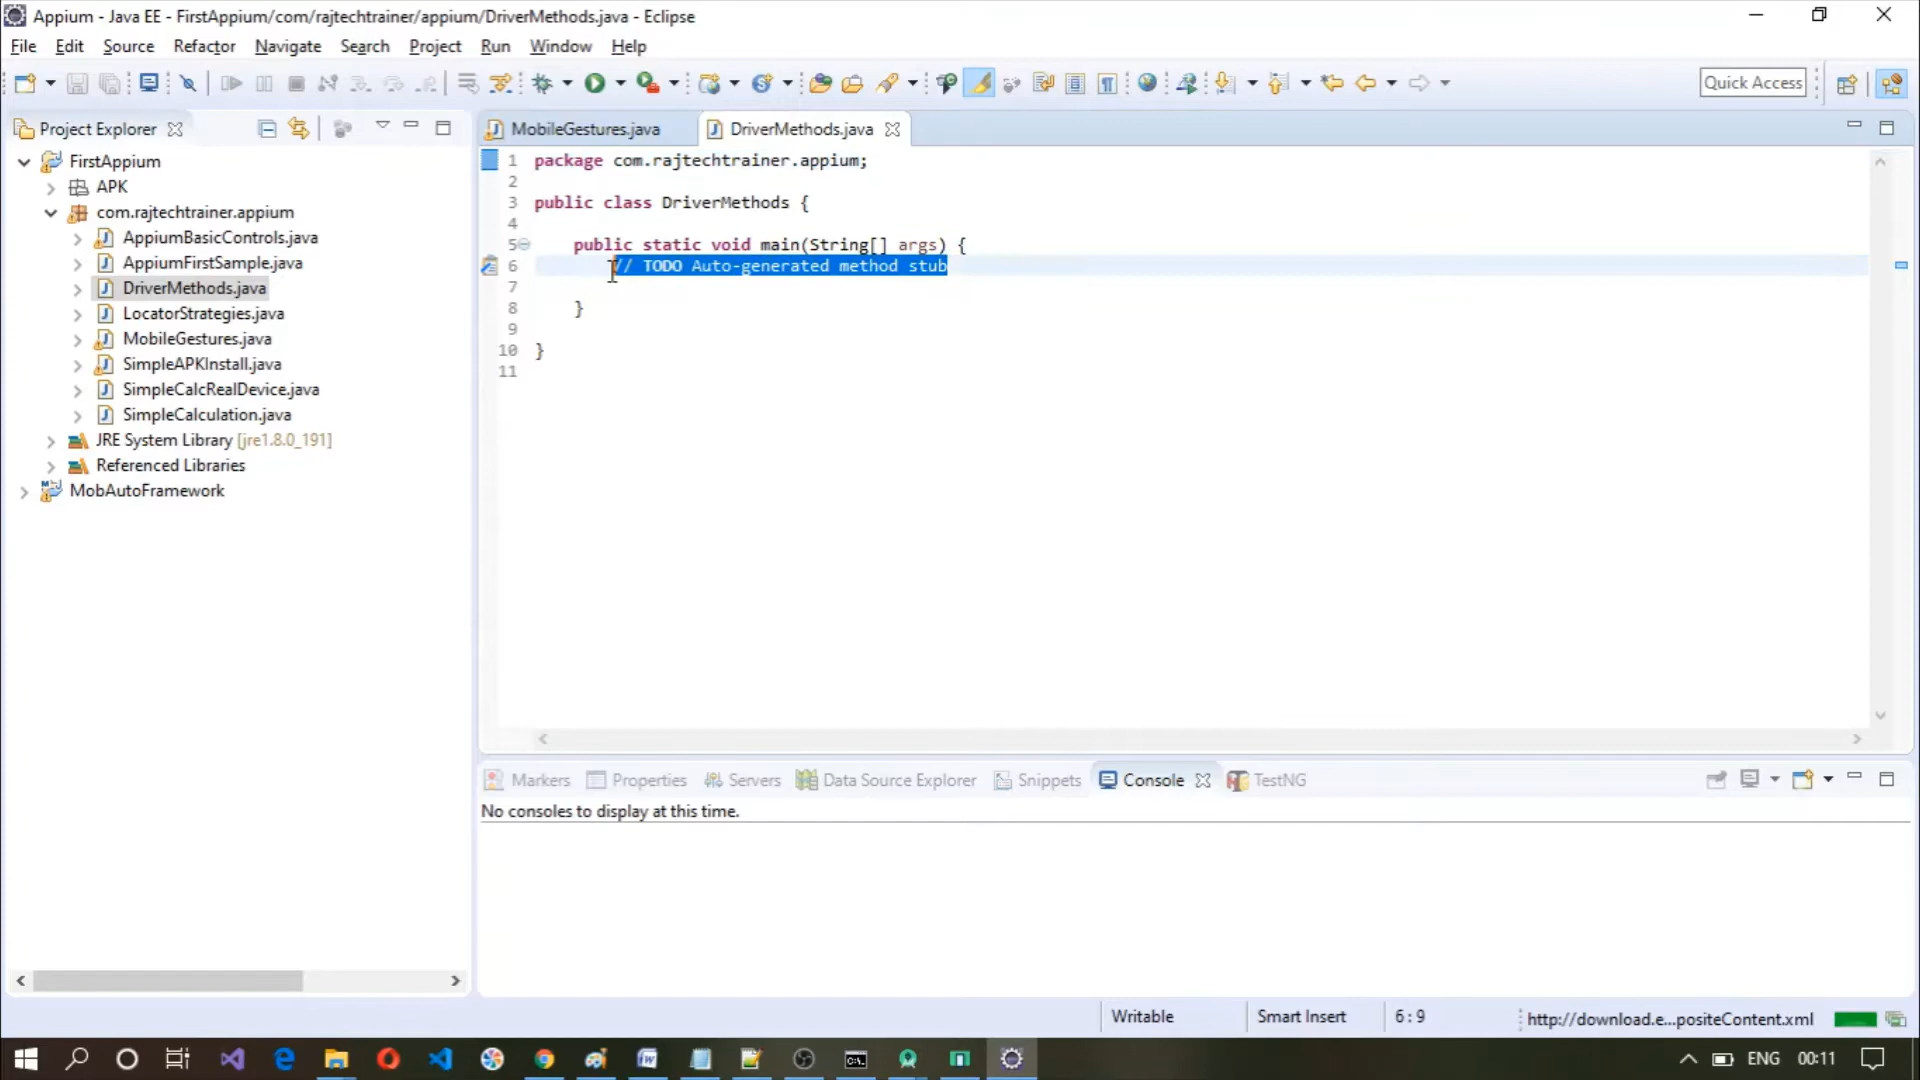 Appium - Java EE - FirstAppium/com/rajtechtrainer/appium/DriverMethods.java - Eclipse
File Edit Source Refactor Navigate Search Project Run Window Help
Quick Access
Project Explorer
MobileGestures.java DriverMethods.java
FirstAppium
APK
com.rajtechtrainer.appium
AppiumBasicControls.java
AppiumFirstSample.java
DriverMethods.java
LocatorStrategies.java
MobileGestures.java
SimpleAPKInstall.java
SimpleCalcRealDevice.java
SimpleCalculation.java
JRE System Library [jre1.8.0_191]
Referenced Libraries
MobAutoFramework
1 package com.rajtechtrainer.appium;
2
3 public class DriverMethods {
4
5 public static void main(String[] args) {
6 // TODO Auto-generated method stub
7
8 }
9
10 }
11
Markers Properties Servers Data Source Explorer Snippets Console TestNG
No consoles to display at this time.
Writable Smart Insert 6 : 9 http://download.e...positeContent.xml
ENG 00:11